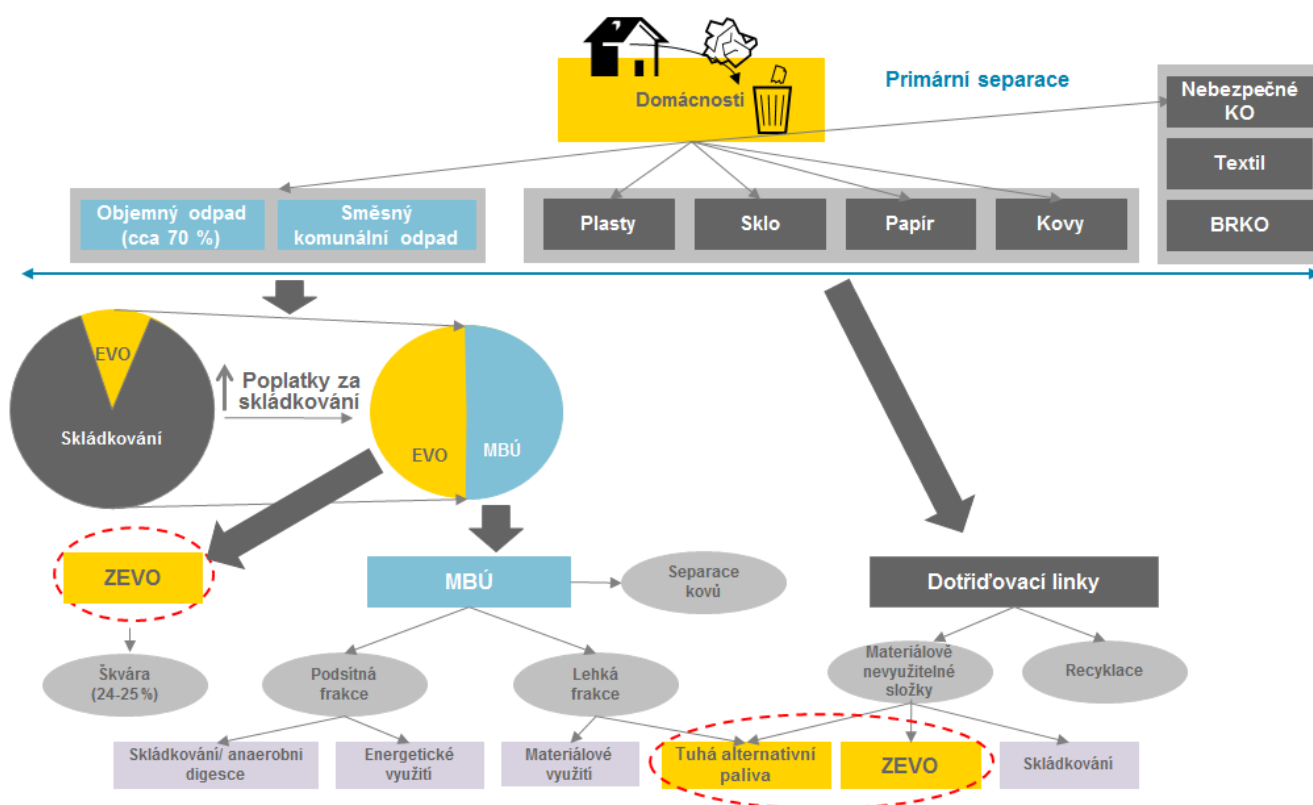 Domácnosti
Primární separace
Nebezpečné
KO
Textil
BRKO
Objemný odpad
(cca 70 %)
Směsný
komunální odpad
Plasty
Sklo
Papír
Kovy
EVO
Skládkování
Poplatky za
skládkování
EVO
MBÚ
ZEVO
MBÚ
Separace
kovů
Dotřiďovací linky
Škvára
(24-25%)
Podsítná
frakce
Lehká
frakce
Materiálově
nevyužitelné
složky
Recyklace
Skládkování/ anaerobni
digesce
Energetické
využití
Materiálové
využití
Tuhá alternativní
paliva
ZEVO
Skládkování